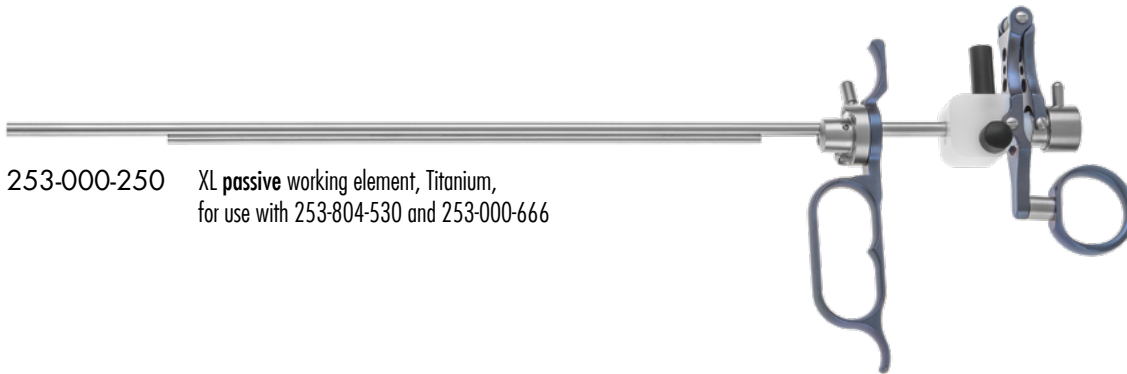 253-000-250 XL passive working element, Titanium,
for use with 253-804-530 and 253-000-666